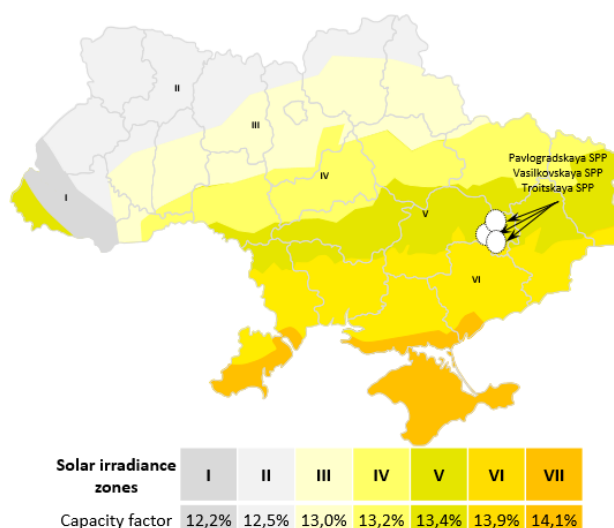 II
III
Pavlogradskaya SPP
Vasilkovskaya SPP
Troitskaya SPP
IV
I
V
VI
Solar irradiance zones I II III IV V VI VII
Capacity factor 12,2% 12,5% 13,0% 13,2% 13,4% 13,9% 14,1%